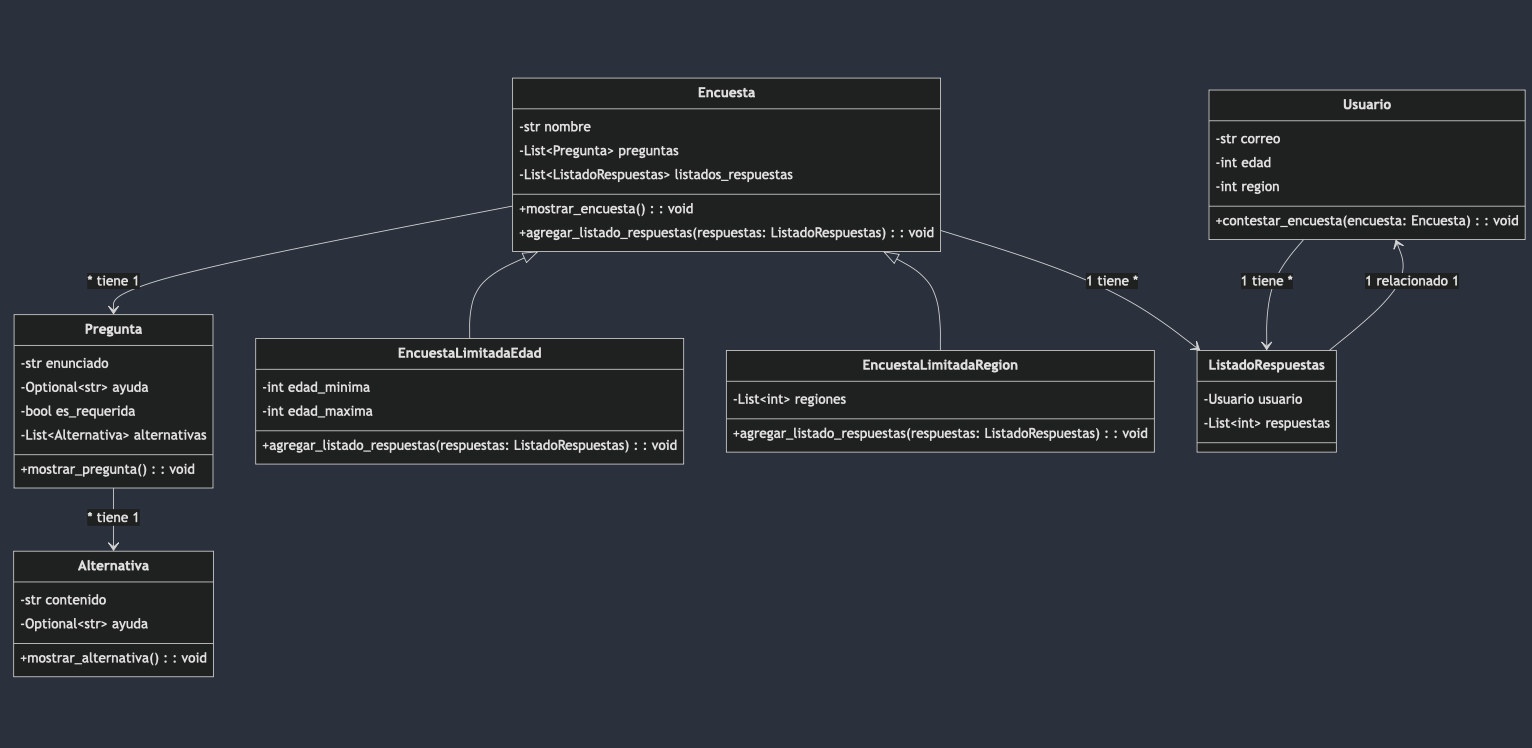 Encuesta
-str nombre
-List<Pregunta> preguntas
-List<ListadoRespuestas> listados_respuestas
+mostrar_encuesta() : : void
+agregar_listado_respuestas(respuestas: ListadoRespuestas) : : void
Usuario
-str correo
-int edad
-int region
+contestar_encuesta(encuesta: Encuesta) : : void
* tiene 1
1 tiene *
1 tiene *
1 relacionado 1
Pregunta
-str enunciado
-Optional<str> ayuda
-bool es_requerida
-List<Alternativa> alternativas
+mostrar_pregunta() : : void
EncuestaLimitadaEdad
-int edad_minima
-int edad_maxima
+agregar_listado_respuestas(respuestas: ListadoRespuestas) : : void
EncuestaLimitadaRegion
-List<int> regiones
+agregar_listado_respuestas(respuestas: ListadoRespuestas) : : void
ListadoRespuestas
-Usuario usuario
-List<int> respuestas
* tiene 1
Alternativa
-str contenido
-Optional<str> ayuda
+mostrar_alternativa() : : void